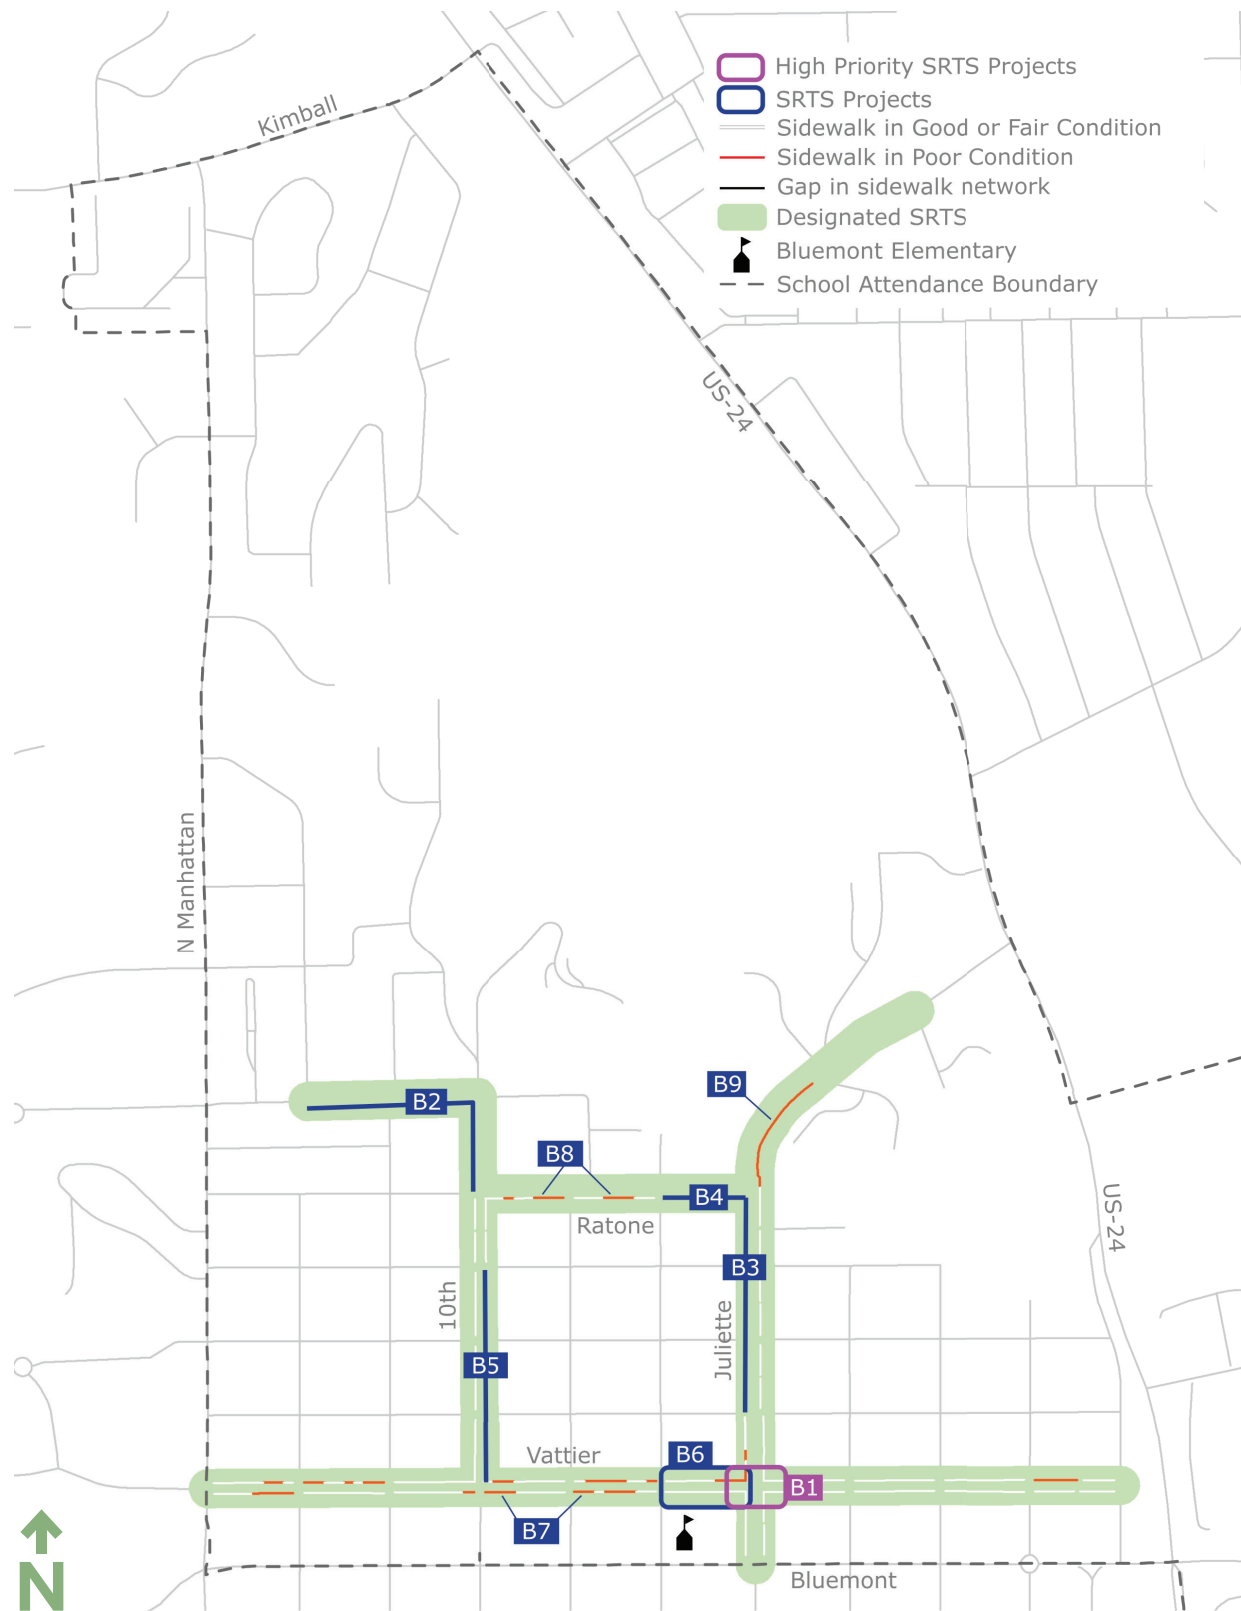 High Priority SRTS Projects
SRTS Projects
Sidewalk in Good or Fair Condition
Sidewalk in Poor Condition
Gap in sidewalk network
Designated SRTS
Bluemont Elementary
School Attendance Boundary
Kimball
US-24
N Manhattan
B9
B2
B8
B4
Ratone
US-24
B3
10th
Juliette
B5
Vattier
B6
B1
B7
N
Bluemont